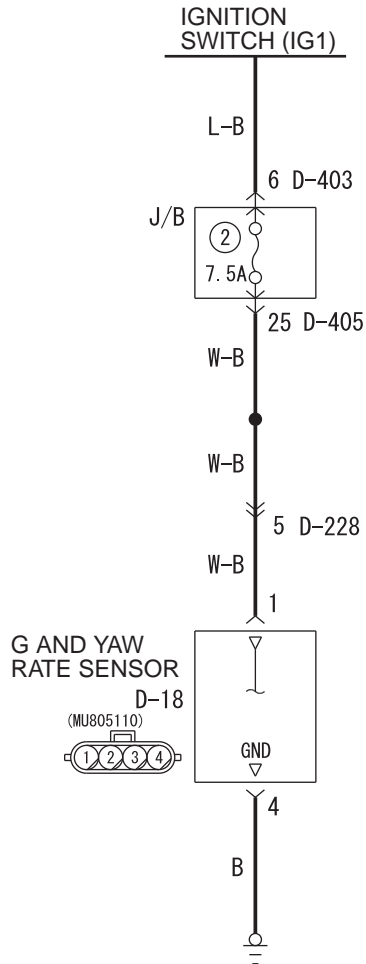 IGNITION
SWITCH (IG1)
L-B
6 D-403
J/B
2
7.5A
25 D-405
W-B
W-B
5 D-228
W-B
1
G AND YAW
RATE SENSOR
D-18
(MU805110)
1 2 3 4
GND
4
B